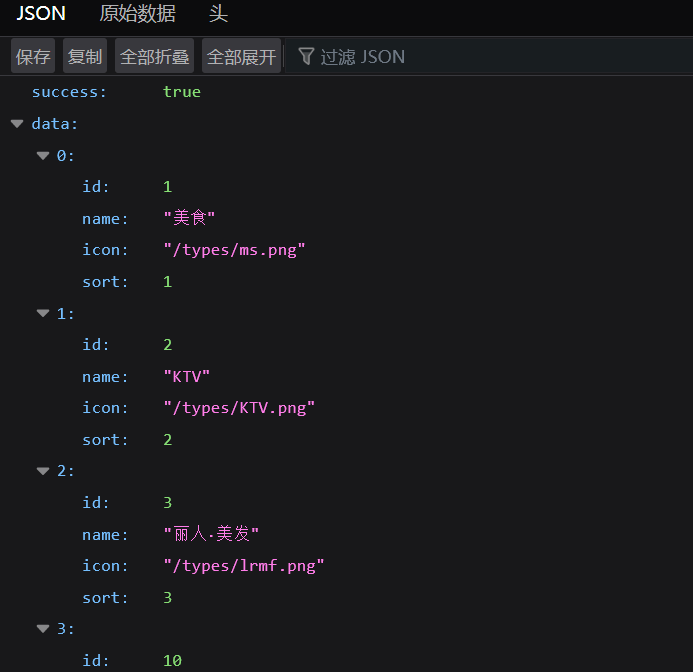 JSON 原始数据 头
保存 复制 全部折叠 全部展开 过滤 JSON
success: true
data:
0:
id: 1
name: "美食"
icon: "/types/ms.png"
sort: 1
1:
id: 2
name: "KTV"
icon: "/types/KTV.png"
sort: 2
2:
id: 3
name: "丽人·美发"
icon: "/types/lrmf.png"
sort: 3
3:
id: 10